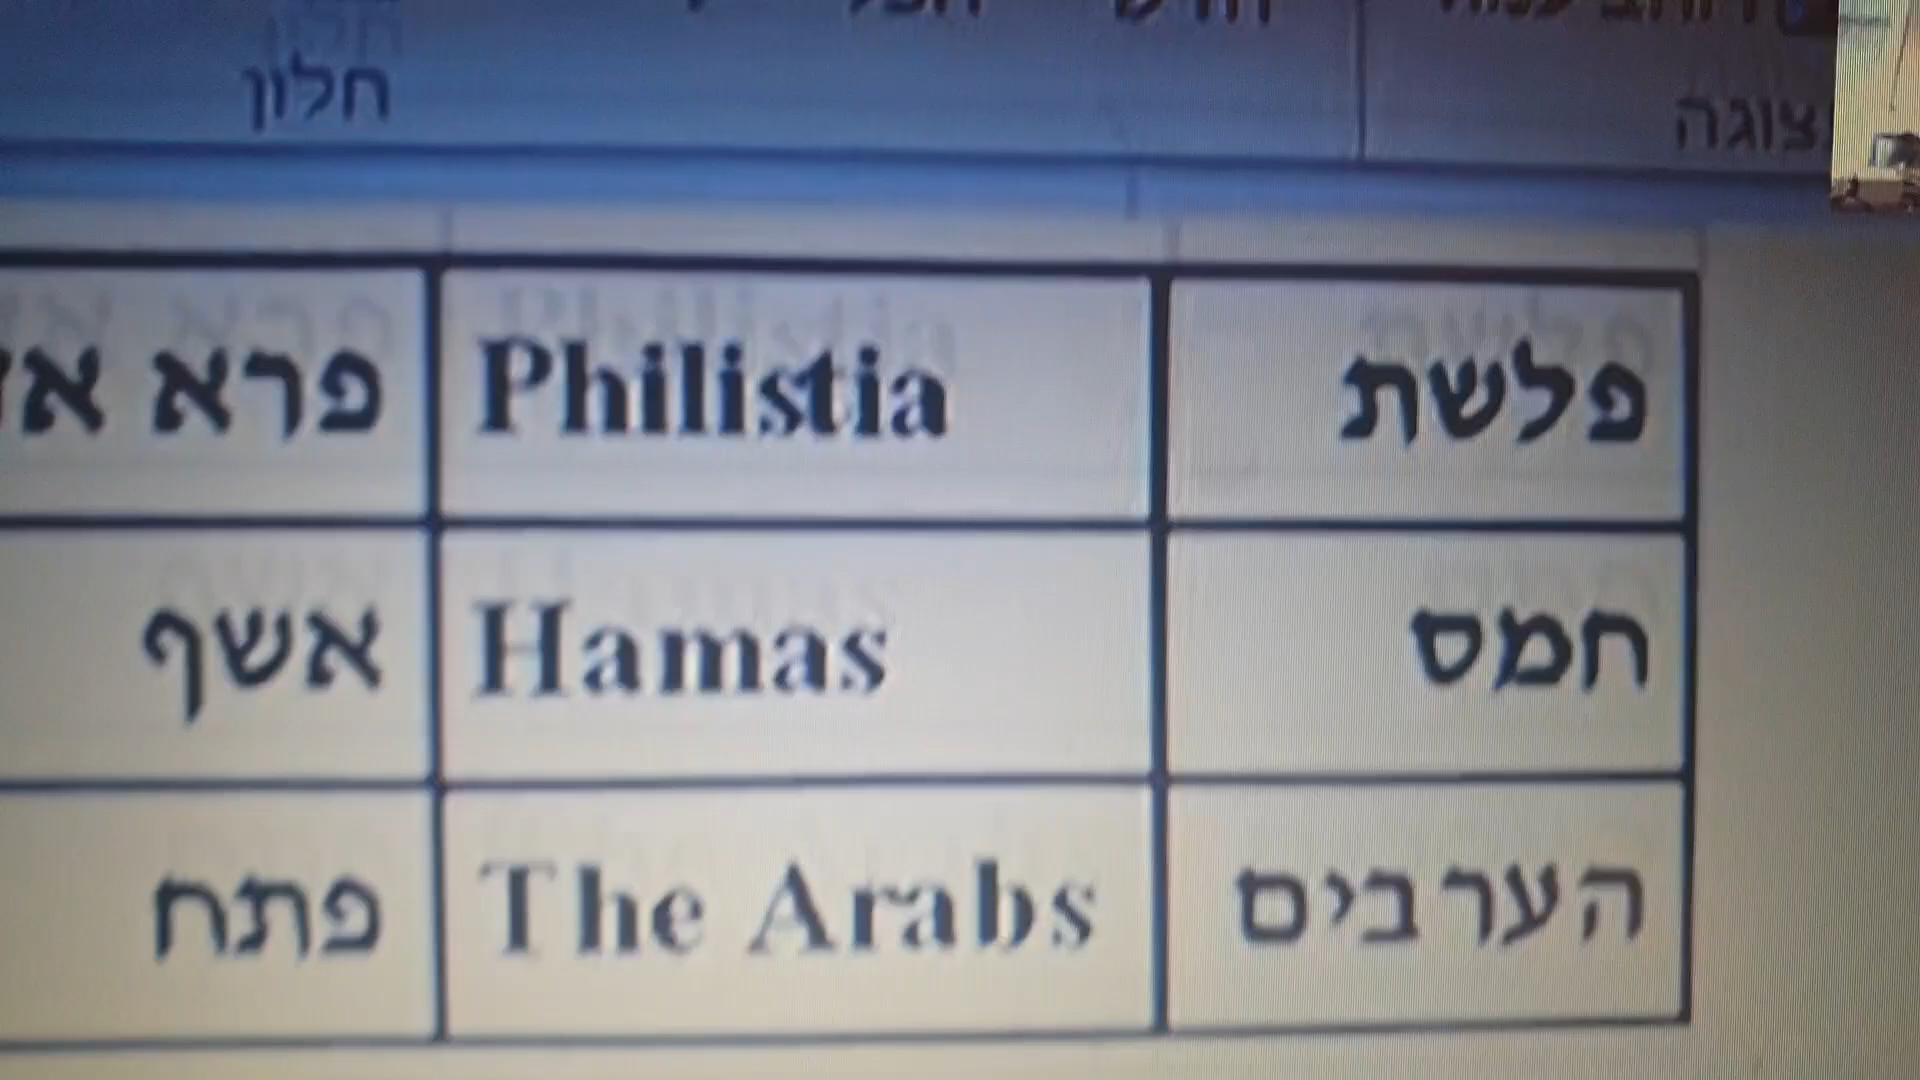 חלון
תצוגה
פלשת Philistia פרא
חמס Hamas אשף
הערבים The Arabs פתח